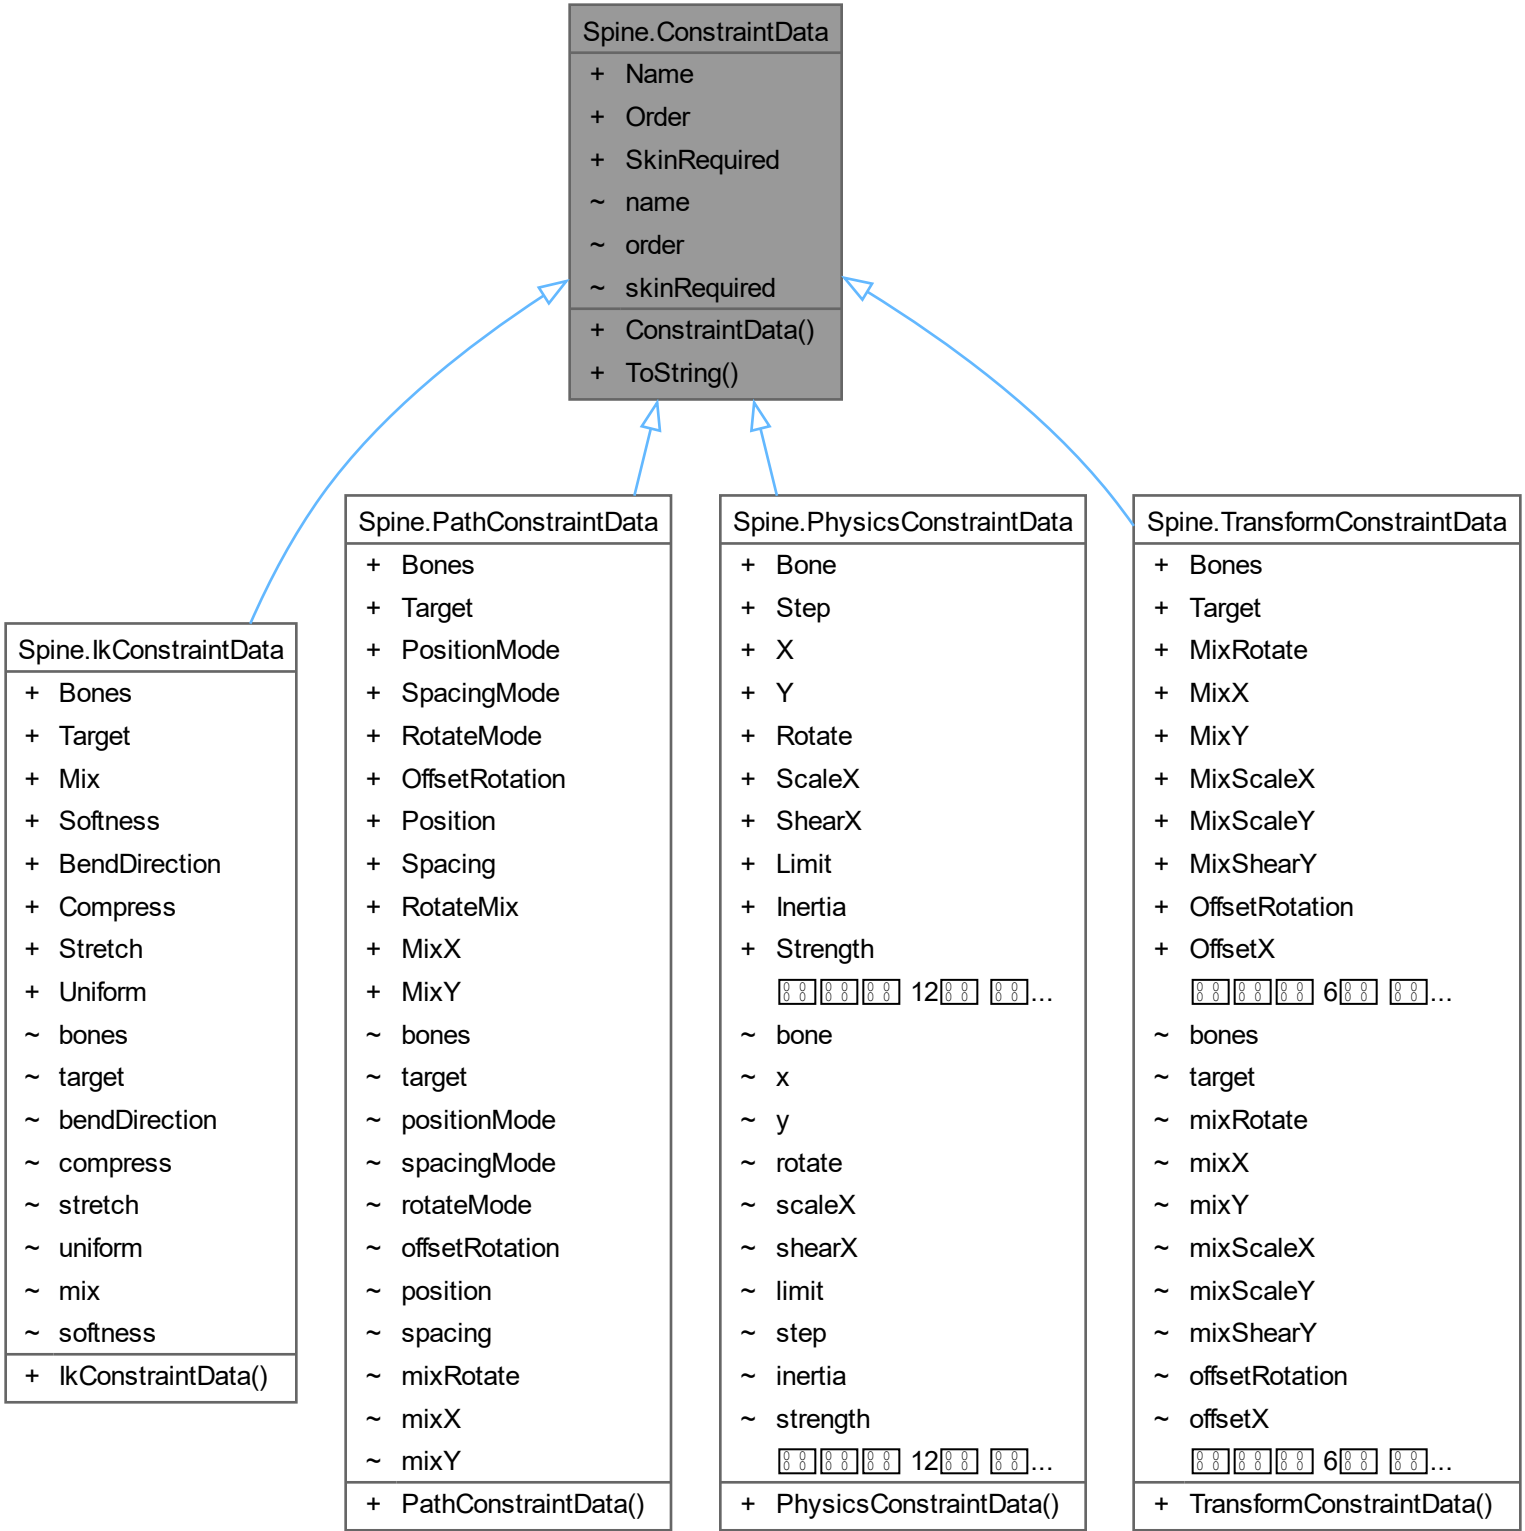 Spine.ConstraintData
+ Name
+ Order
+ SkinRequired
~ name
~ order
~ skinRequired
+ ConstraintData()
+ ToString()
Spine.IkConstraintData
+ Bones
+ Target
+ Mix
+ Softness
+ BendDirection
+ Compress
+ Stretch
+ Uniform
~ bones
~ target
~ bendDirection
~ compress
~ stretch
~ uniform
~ mix
~ softness
+ IkConstraintData()
Spine.PathConstraintData
+ Bones
+ Target
+ PositionMode
+ SpacingMode
+ RotateMode
+ OffsetRotation
+ Position
+ Spacing
+ RotateMix
+ MixX
+ MixY
~ bones
~ target
~ positionMode
~ spacingMode
~ rotateMode
~ offsetRotation
~ position
~ spacing
~ mixRotate
~ mixX
~ mixY
+ PathConstraintData()
Spine.PhysicsConstraintData
+ Bone
+ Step
+ X
+ Y
+ Rotate
+ ScaleX
+ ShearX
+ Limit
+ Inertia
+ Strength
12 ...
~ bone
~ x
~ y
~ rotate
~ scaleX
~ shearX
~ limit
~ step
~ inertia
~ strength
12 ...
+ PhysicsConstraintData()
Spine.TransformConstraintData
+ Bones
+ Target
+ MixRotate
+ MixX
+ MixY
+ MixScaleX
+ MixScaleY
+ MixShearY
+ OffsetRotation
+ OffsetX
6 ...
~ bones
~ target
~ mixRotate
~ mixX
~ mixY
~ mixScaleX
~ mixScaleY
~ mixShearY
~ offsetRotation
~ offsetX
6 ...
+ TransformConstraintData()